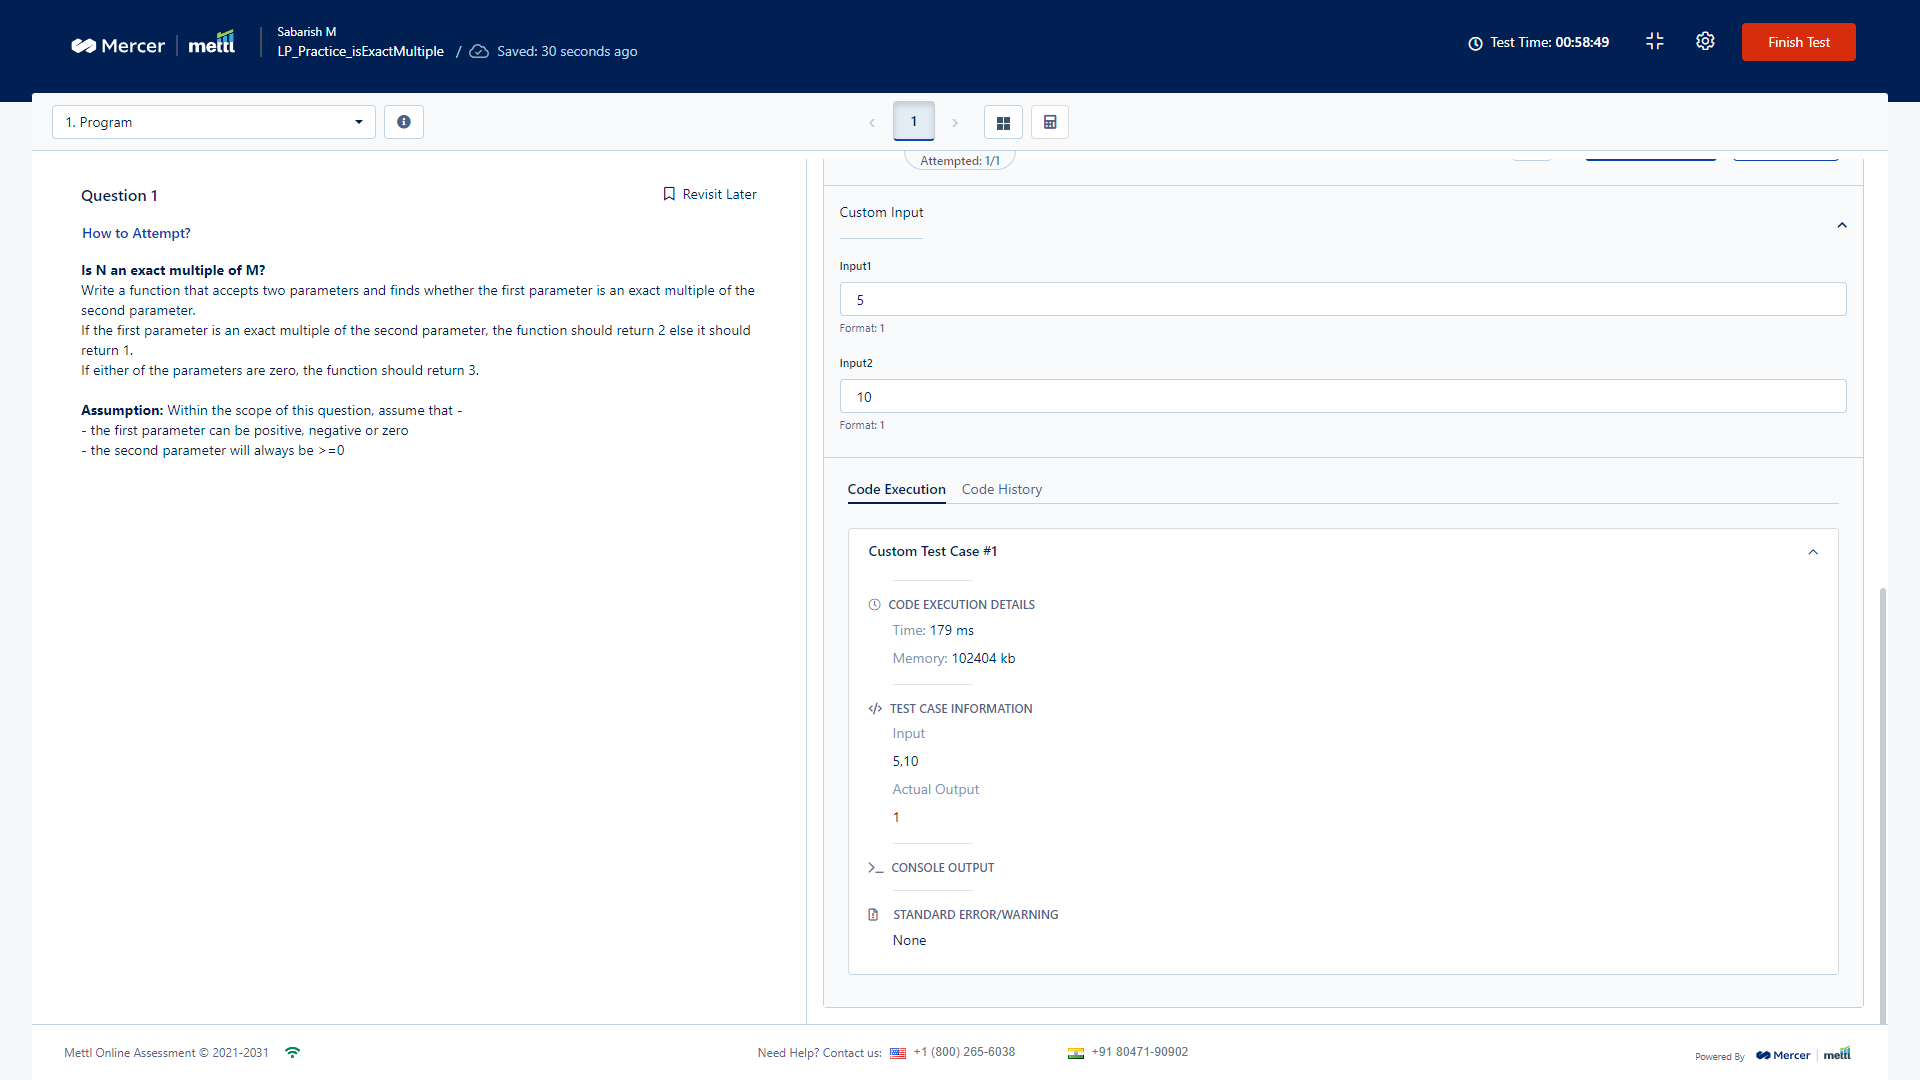 Mercer
mettl
Sabarish M
LP_Practice_isExactMultiple / Saved: 30 seconds ago
Test Time: 00:58:49
Finish Test
1. Program
1
Attempted: 1/1
Question 1
Revisit Later
How to Attempt?
Is N an exact multiple of M?
Write a function that accepts two parameters and finds whether the first parameter is an exact multiple of the
second parameter.
If the first parameter is an exact multiple of the second parameter, the function should return 2 else it should
return 1.
If either of the parameters are zero, the function should return 3.
Assumption: Within the scope of this question, assume that -
- the first parameter can be positive, negative or zero
- the second parameter will always be >=0
Custom Input
Input1
5
Format: 1
Input2
10
Format: 1
Code Execution
Code History
Custom Test Case #1
CODE EXECUTION DETAILS
Time: 179 ms
Memory: 102404 kb
TEST CASE INFORMATION
Input
5,10
Actual Output
1
CONSOLE OUTPUT
STANDARD ERROR/WARNING
None
Mettl Online Assessment © 2021-2031
Need Help? Contact us: +1 (800) 265-6038
+91 80471-90902
Powered By Mercer mettl